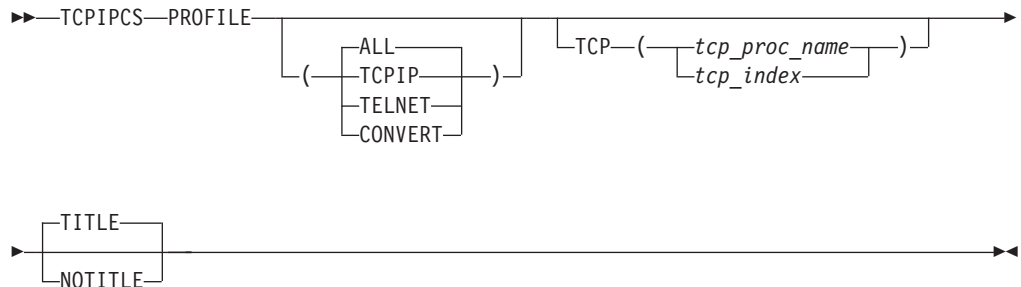 TCPIPCS PROFILE
( ALL )
TCPIP
TELNET
CONVERT
TCP ( tcp_proc_name )
tcp_index
TITLE
NOTITLE